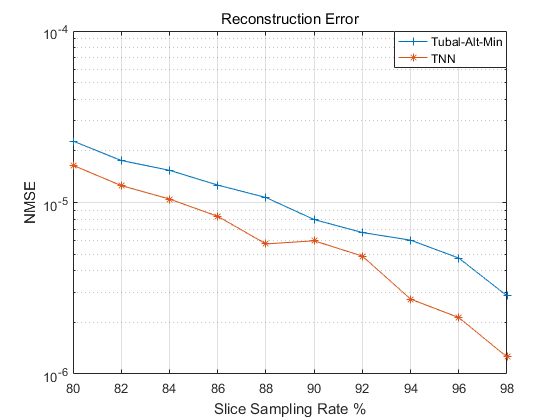 Reconstruction Error
10^-4
Tubal-Alt-Min
TNN
10^-5
NMSE
10^-6
80 82 84 86 88 90 92 94 96 98
Slice Sampling Rate %